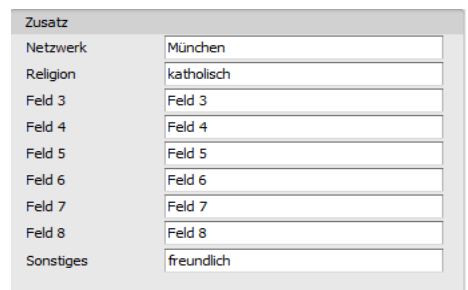 Zusatz
Netzwerk München
Religion katholisch
Feld 3 Feld 3
Feld 4 Feld 4
Feld 5 Feld 5
Feld 6 Feld 6
Feld 7 Feld 7
Feld 8 Feld 8
Sonstiges freundlich